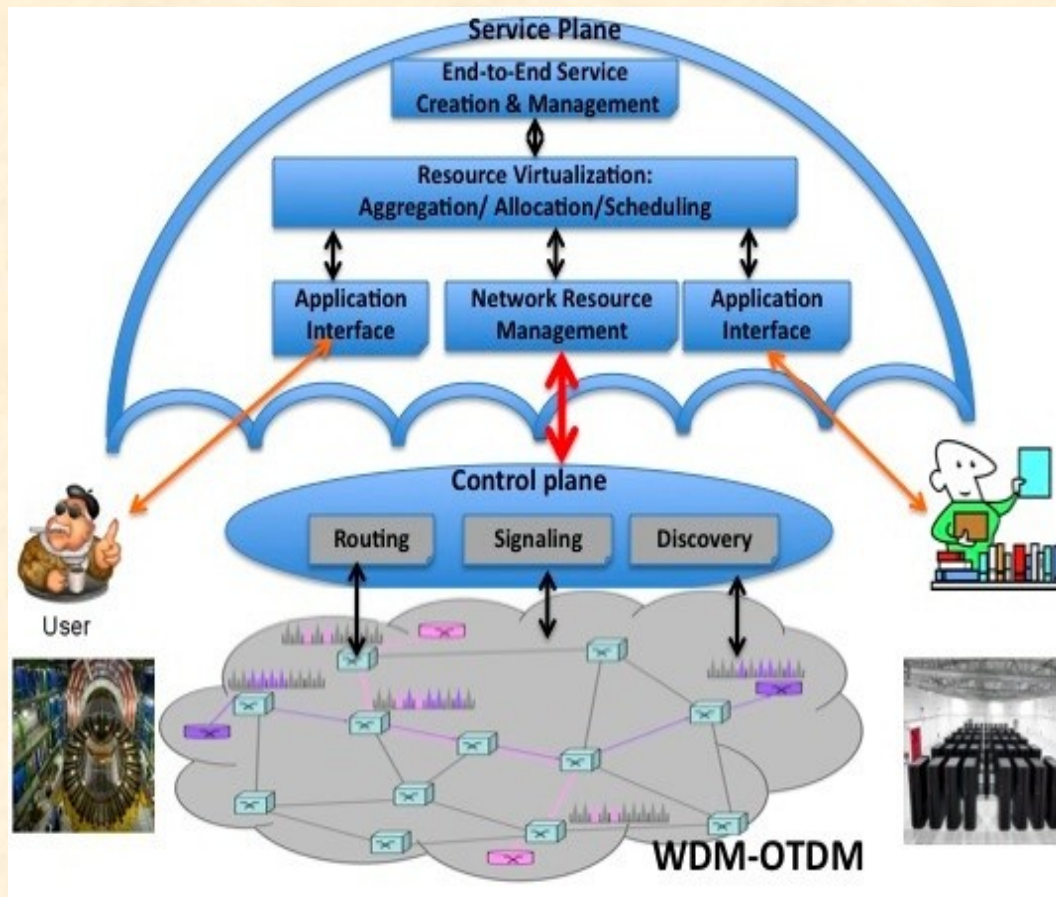 Service Plane
End-to-End Service
Creation & Management
Resource Virtualization:
Aggregation/ Allocation/Scheduling
Application
Interface
Network Resource
Management
Application
Interface
Control plane
Routing
Signaling
Discovery
User
WDM-OTDM